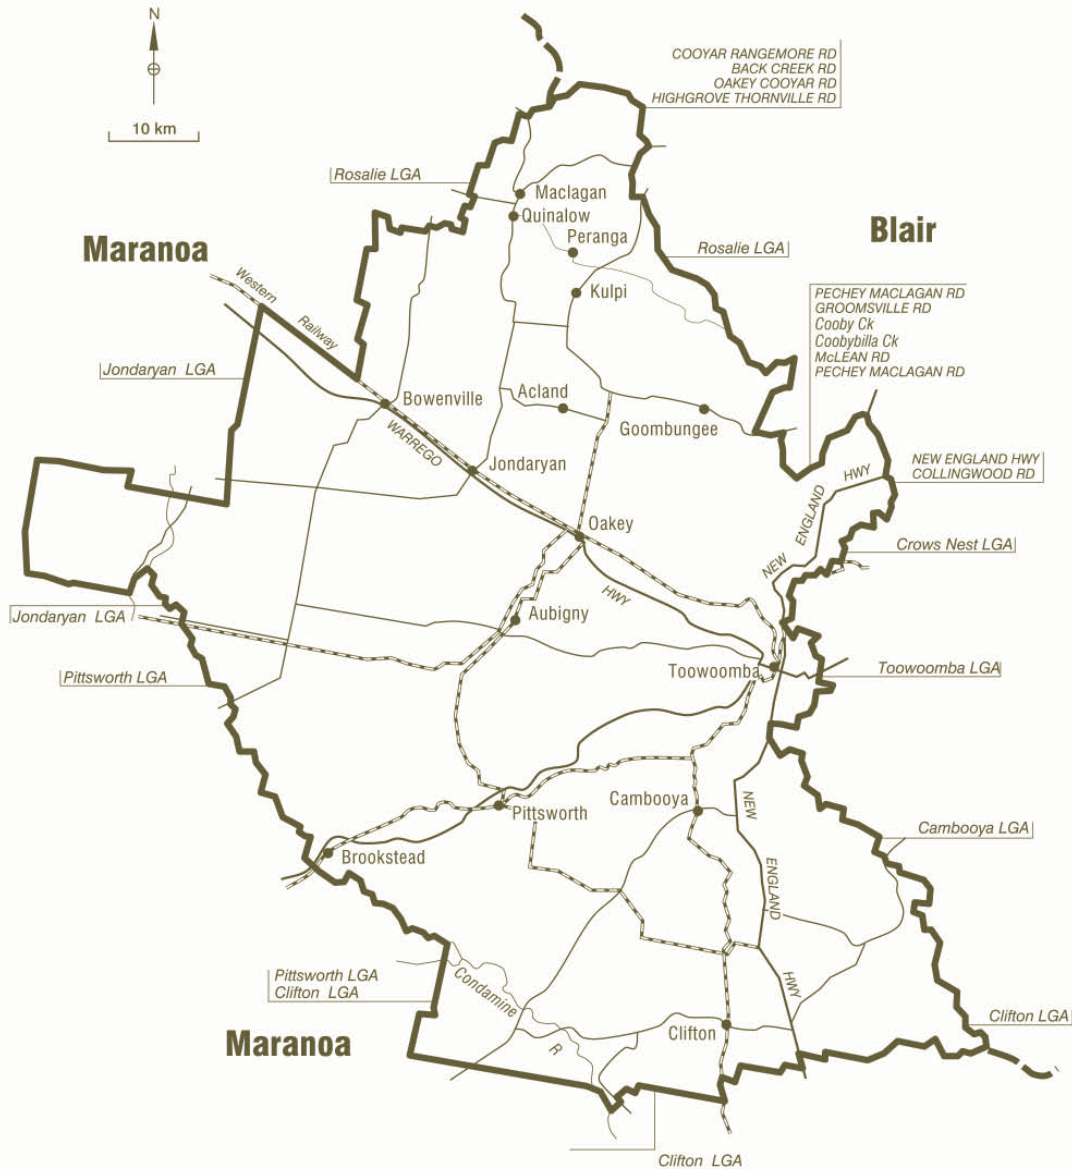 N
10 km
COOYAR RANGEMORE RD
BACK CREEK RD
OAKEY COOYAR RD
HIGHGROVE THORNVILLE RD
Rosalie LGA
Maclagan
Quinalow
Peranga
Maranoa
Blair
Rosalie LGA
Western
Railway
Kulpi
PECHEY MACLAGAN RD
GROOMSVILLE RD
Cooby Ck
Coobybilla Ck
McLEAN RD
PECHEY MACLAGAN RD
Jondaryan LGA
Bowenville
Acland
Goombungee
WARREGO
Jondaryan
NEW ENGLAND HWY
COLLINGWOOD RD
NEW
ENGLAND
HWY
Oakey
Crows Nest LGA
HWY
Jondaryan LGA
Aubigny
Pittsworth LGA
Toowoomba
Toowoomba LGA
Pittsworth
Cambooya
NEW
Cambooya LGA
Brookstead
ENGLAND
Pittsworth LGA
Clifton LGA
Condamine
HWY
Clifton LGA
Maranoa
R
Clifton
Clifton LGA